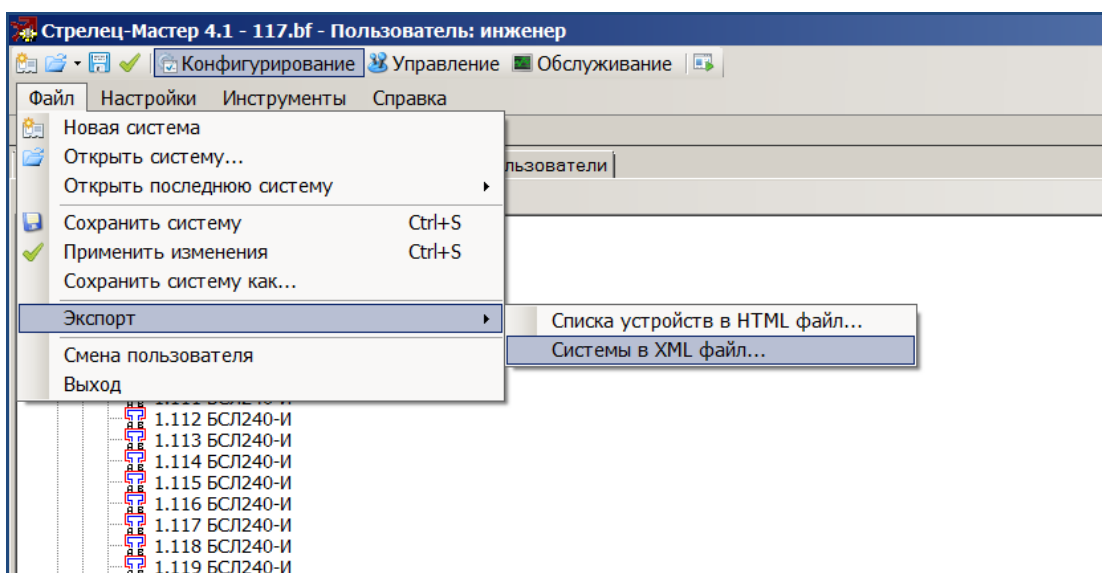 Стрелец-Мастер 4.1 - 117.bf - Пользователь: инженер
Конфигурирование Управление Обслуживание
Файл Настройки Инструменты Справка
Новая система
Открыть систему...
льзователи
Открыть последнюю систему
Сохранить систему Ctrl+S
Применить изменения Ctrl+S
Сохранить систему как...
Экспорт
Списка устройств в HTML файл...
Системы в XML файл...
Смена пользователя
Выход
1.112 БСЛ240-И
1.113 БСЛ240-И
1.114 БСЛ240-И
1.115 БСЛ240-И
1.116 БСЛ240-И
1.117 БСЛ240-И
1.118 БСЛ240-И
1.119 БСЛ240-И